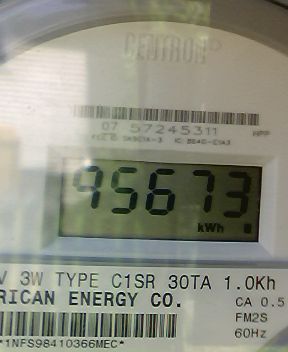 CENTRON®
07 57245311
HPP
95673
kWh
V 3W TYPE C1SR 30TA 1.0Kh
RICAN ENERGY CO.
CA 0.5
FM2S
60Hz
*1NFS98410366MEC*